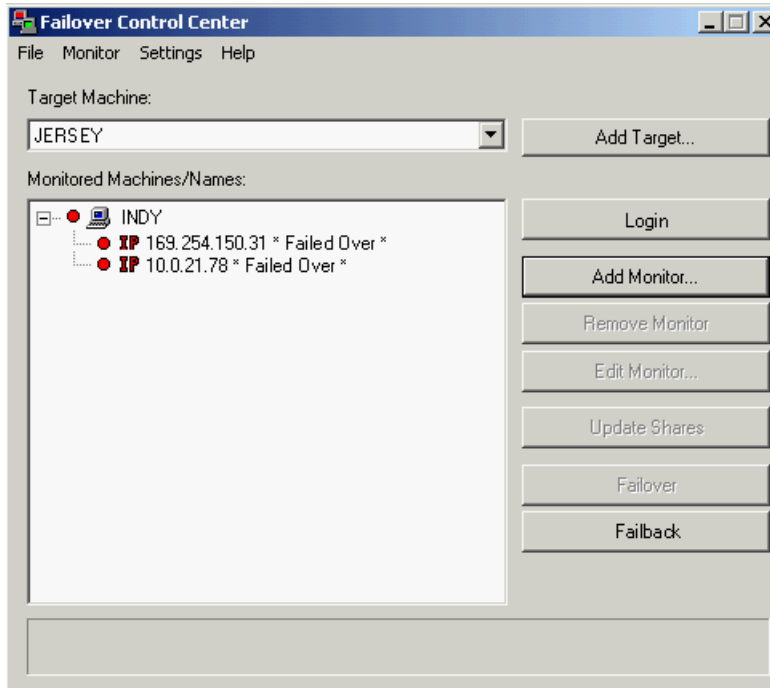 Failover Control Center
File Monitor Settings Help
Target Machine:
JERSEY
Add Target...
Monitored Machines/Names:
INDY
IP 169.254.150.31 * Failed Over *
IP 10.0.21.78 * Failed Over *
Login
Add Monitor...
Remove Monitor
Edit Monitor...
Update Shares
Failover
Failback